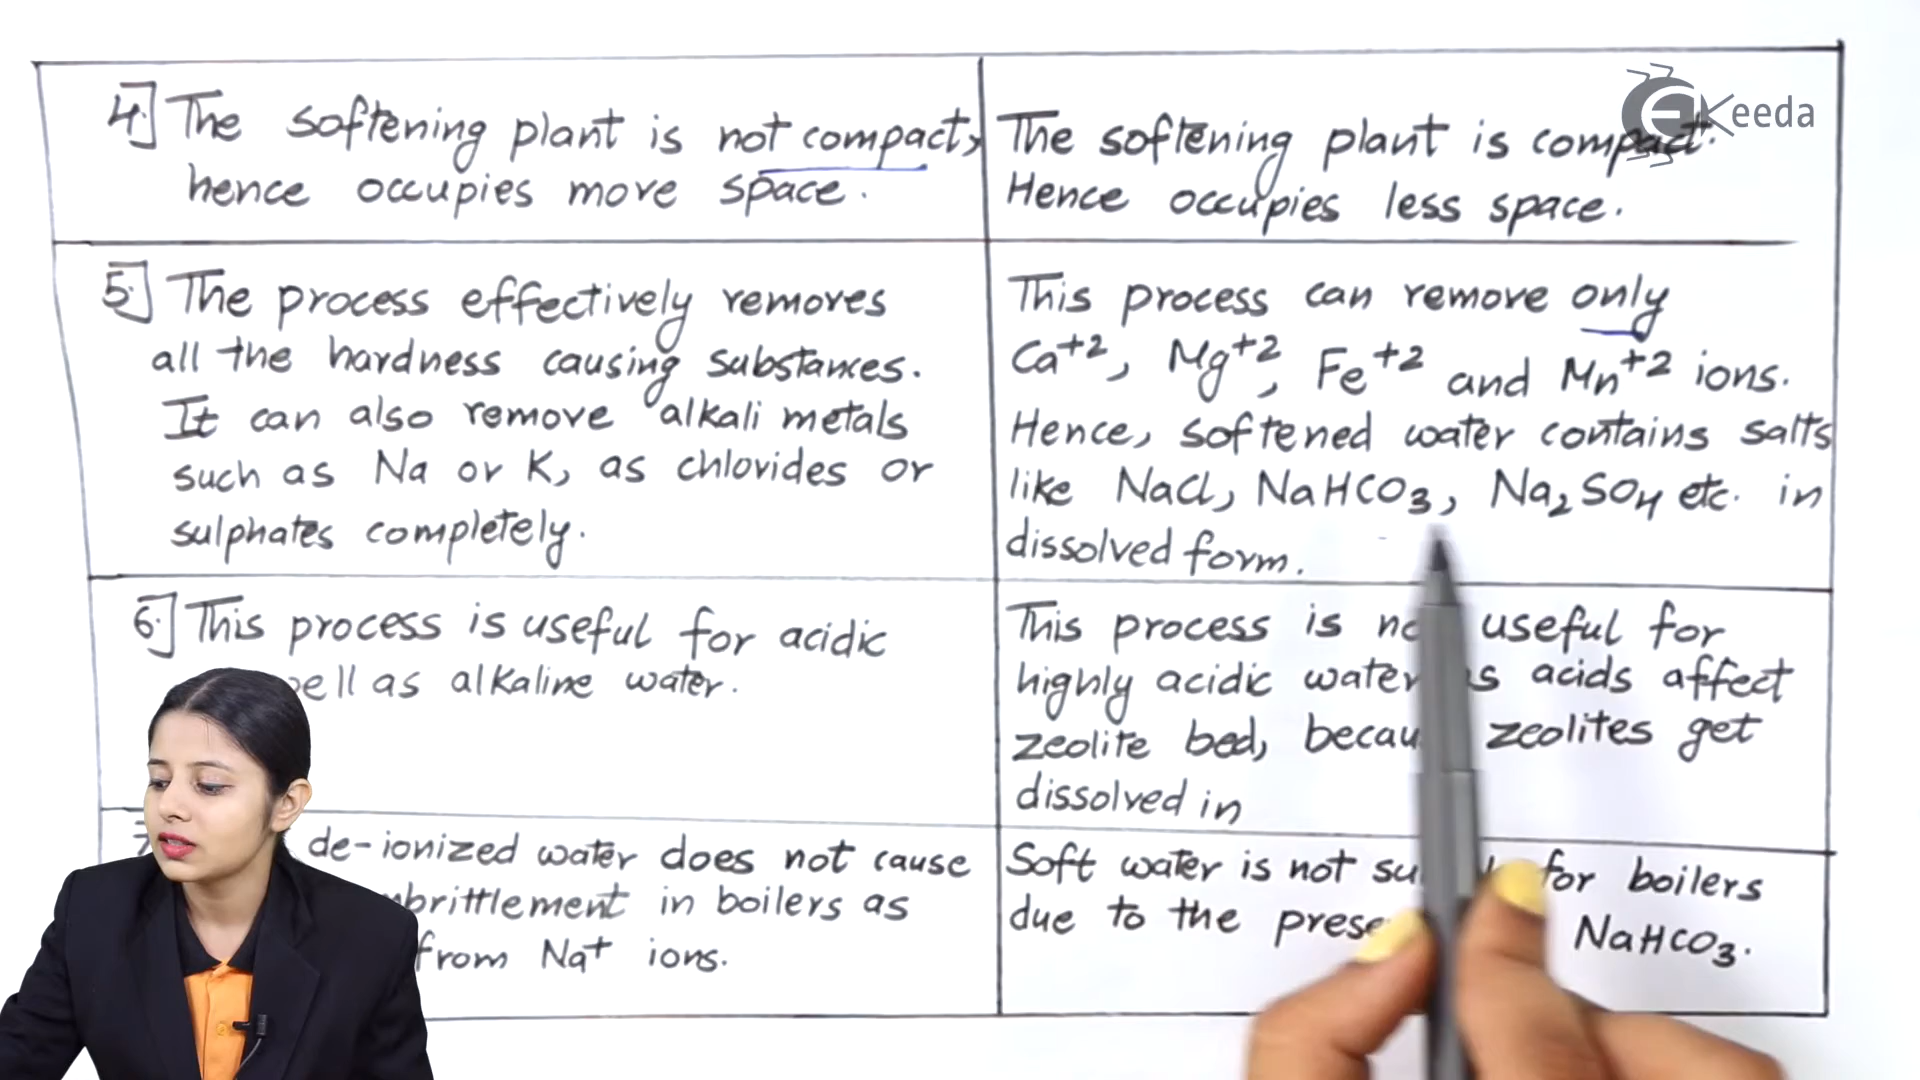 4.] The softening plant is not compact,
hence occupies more space.
The softening plant is compact.
Hence occupies less space.
5.] The process effectively removes
all the hardness causing substances.
It can also remove alkali metals
such as Na or K, as chlorides or
sulphates completely.
This process can remove only
Ca+2, Mg+2, Fe+2 and Mn+2 ions.
Hence, softened water contains salts
like NaCl, NaHCO3, Na2SO4 etc. in
dissolved form.
6.] This process is useful for acidic
as alkaline water.
This process is useful for
highly acidic water acids affect
zeolite bed, zeolites get
dissolved in
de-ionized water does not cause
in boilers as
from Na+ ions.
Soft water is not for boilers
due to the NaHCO3.
EKeeda